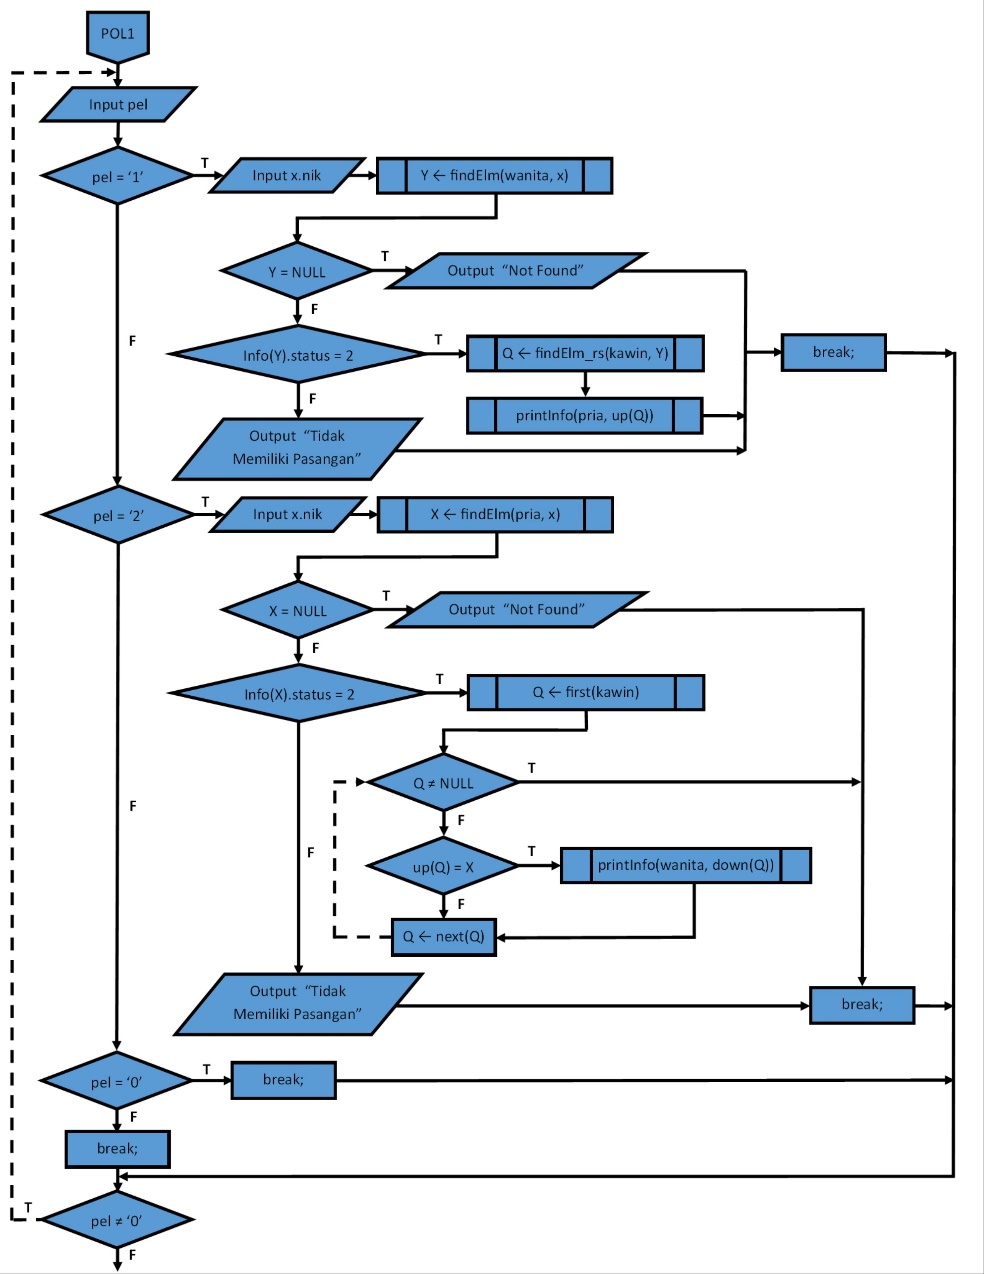 POL1
Input pel
pel = ‘1’
T
Input x.nik
Y ← findElm(wanita, x)
Y = NULL
T
Output “Not Found”
F
F
Info(Y).status = 2
T
Q ← findElm_rs(kawin, Y)
break;
F
printInfo(pria, up(Q))
Output “Tidak
Memiliki Pasangan”
pel = ‘2’
T
Input x.nik
X ← findElm(pria, x)
X = NULL
T
Output “Not Found”
F
Info(X).status = 2
T
Q ← first(kawin)
Q ≠ NULL
T
F
F
F
up(Q) = X
T
printInfo(wanita, down(Q))
F
Q ← next(Q)
Output “Tidak
Memiliki Pasangan”
break;
pel = ‘0’
T
break;
F
break;
T
pel ≠ ‘0’
F